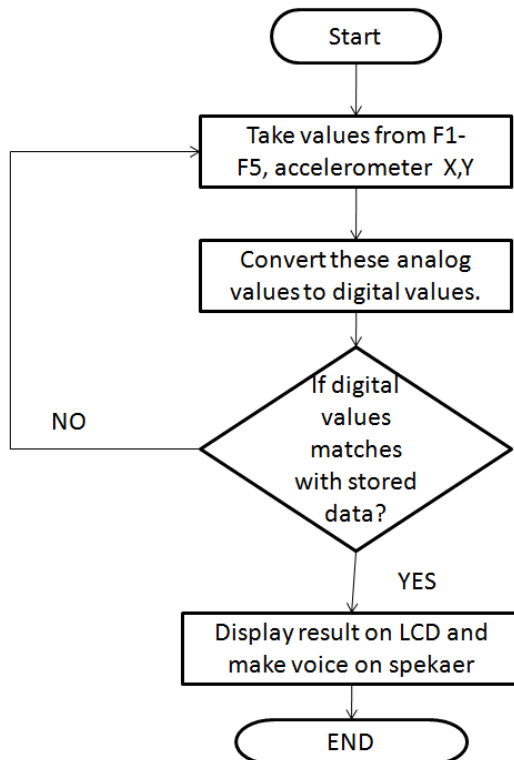 Start
Take values from F1-
F5, accelerometer X,Y
Convert these analog
values to digital values.
If digital
values
matches
with stored
data?
NO
YES
Display result on LCD and
make voice on spekaer
END